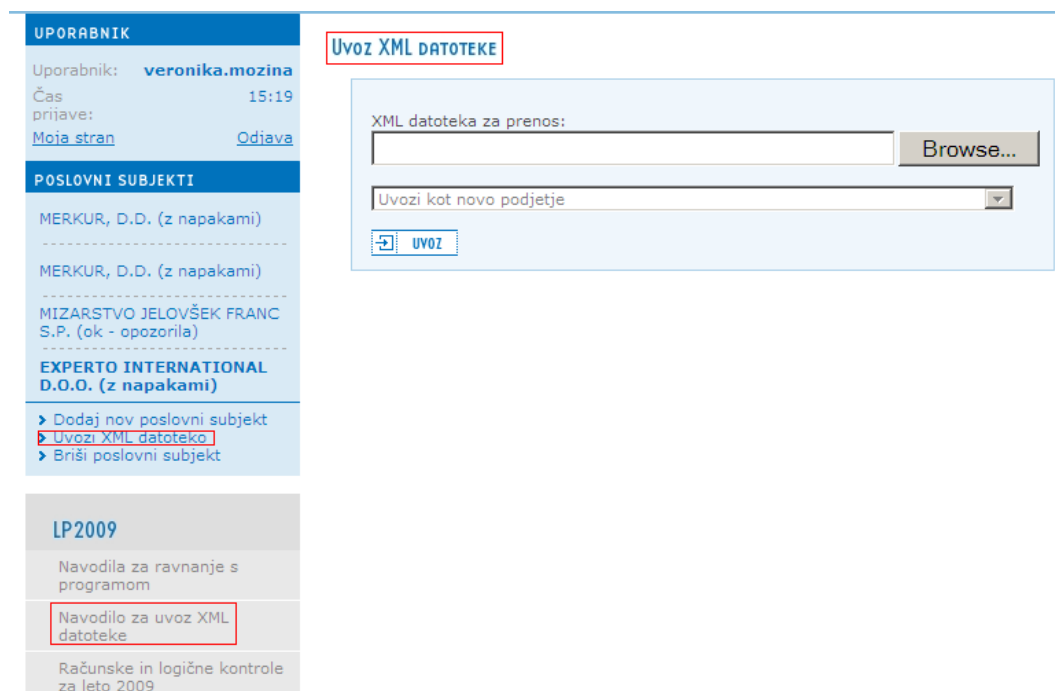 UPORABNIK
Uporabnik: veronika.mozina
Čas prijave: 15:19
Moja stran Odjava
POSLOVNI SUBJEKTI
MERKUR, D.D. (z napakami)
MERKUR, D.D. (z napakami)
MIZARSTVO JELOVŠEK FRANC
S.P. (ok - opozorila)
EXPERTO INTERNATIONAL
D.O.O. (z napakami)
Dodaj nov poslovni subjekt
Uvozi XML datoteko
Briši poslovni subjekt
LP2009
Navodila za ravnanje s
programom
Navodilo za uvoz XML
datoteke
Računske in logične kontrole
za leto 2009
Uvoz XML datoteke
XML datoteka za prenos:
Browse...
Uvozi kot novo podjetje
UVOZ